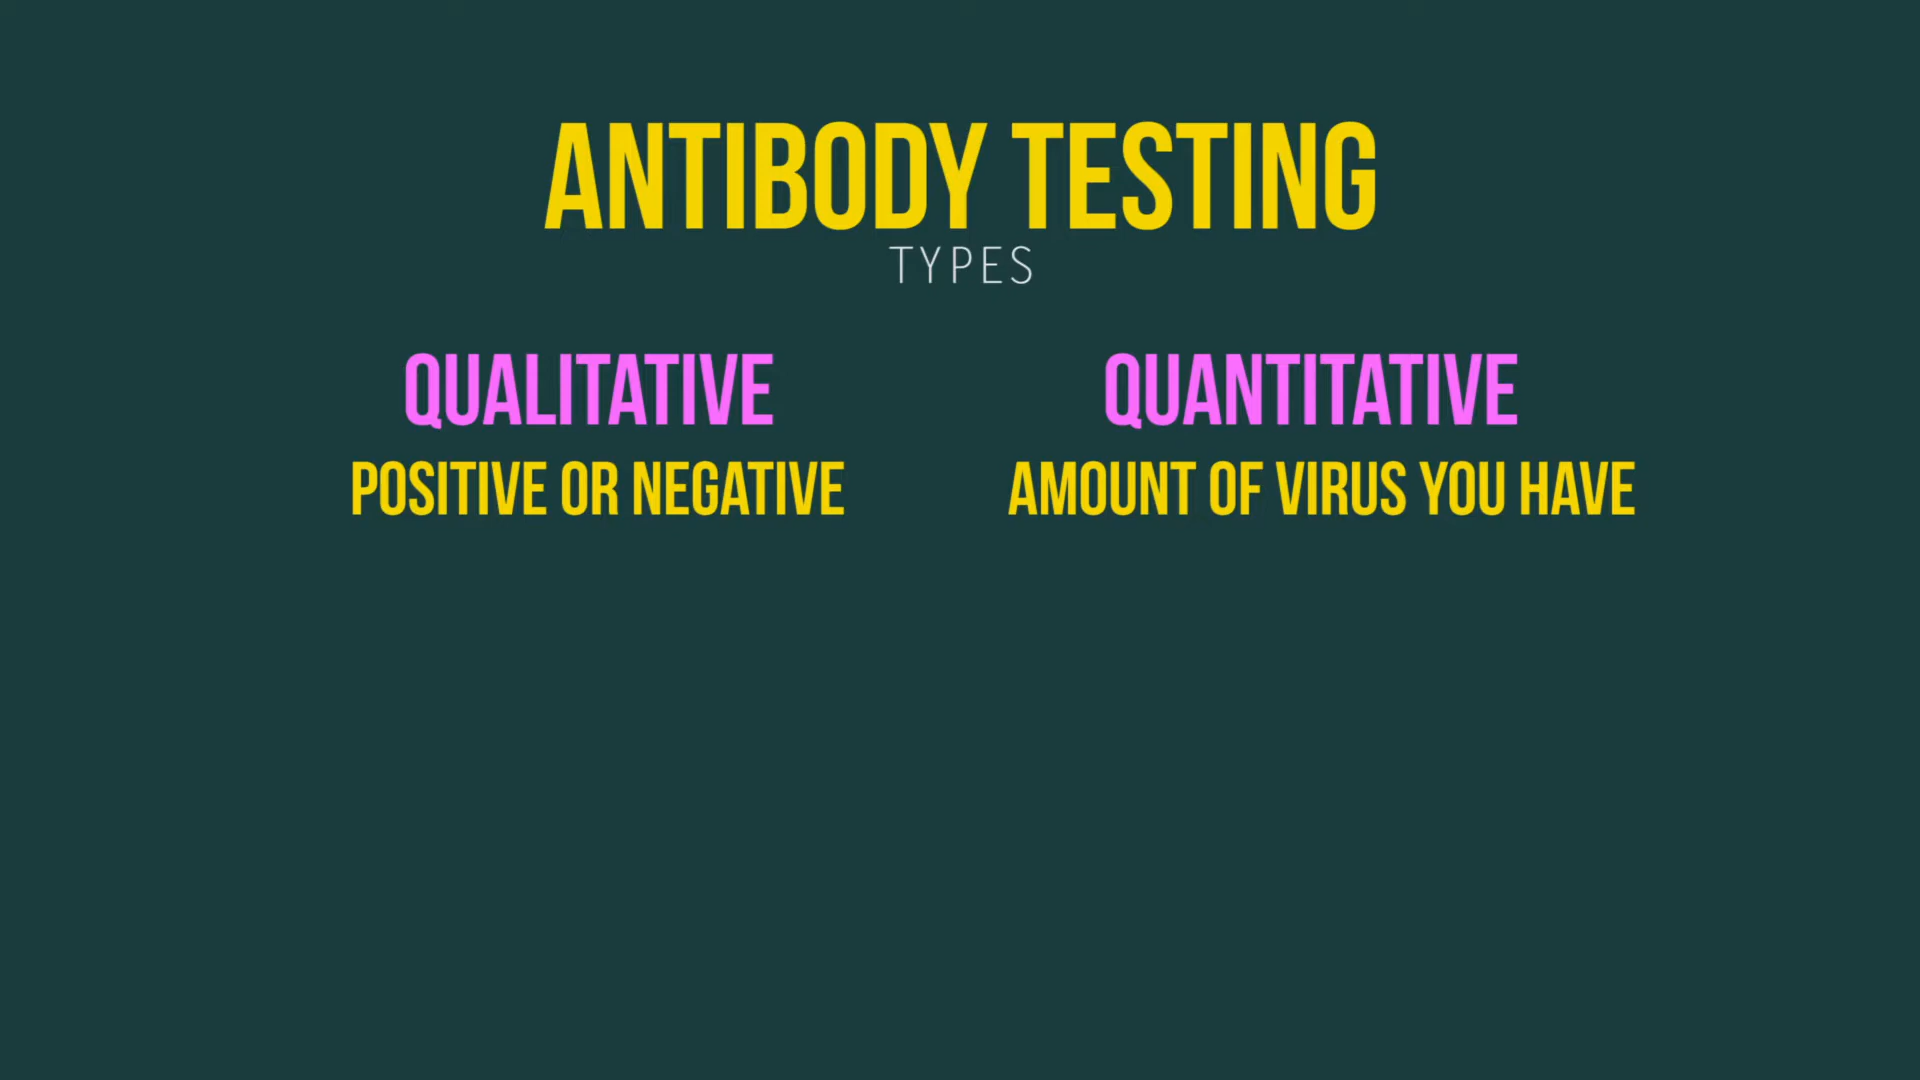 ANTIBODY TESTING
TYPES
QUALITATIVE
POSITIVE OR NEGATIVE
QUANTITATIVE
AMOUNT OF VIRUS YOU HAVE